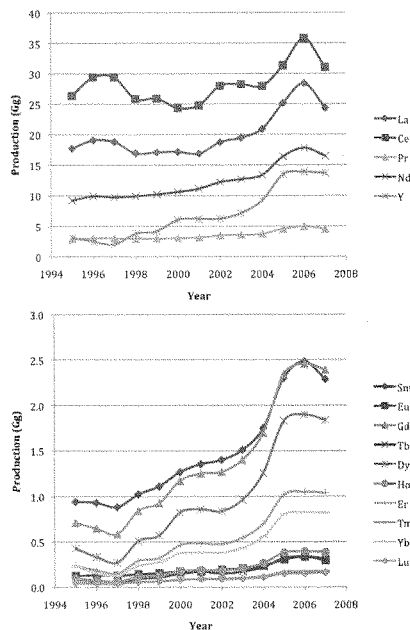 40
35
30
25
20
15
10
5
0
Production (Gg)
1994 1996 1998 2000 2002 2004 2006 2008
Year
La
Ce
Pr
Nd
Y
3.0
2.5
2.0
1.5
1.0
0.5
0.0
Production (Gg)
1994 1996 1998 2000 2002 2004 2006 2008
Year
Sm
Eu
Gd
Tb
Dy
Ho
Er
Tm
Yb
Lu